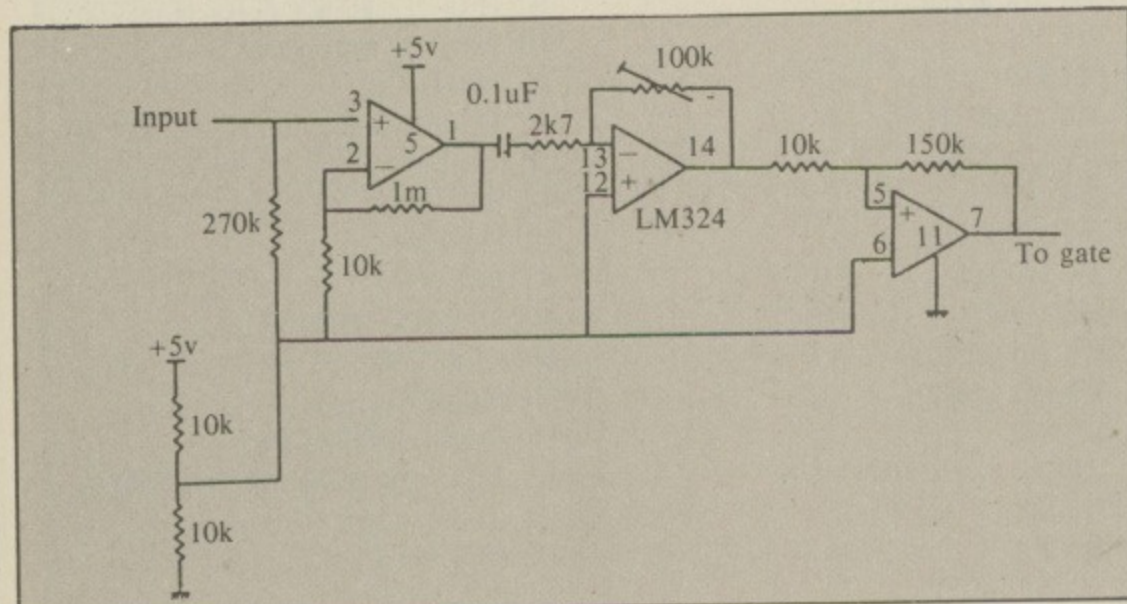 +5v
100k
0.1uF
Input
3
+
1
2k7
5
14
10k
150k
2
−
13
−
12
+
1m
5
+
7
270k
LM324
6
11
10k
To gate
+5v
10k
10k